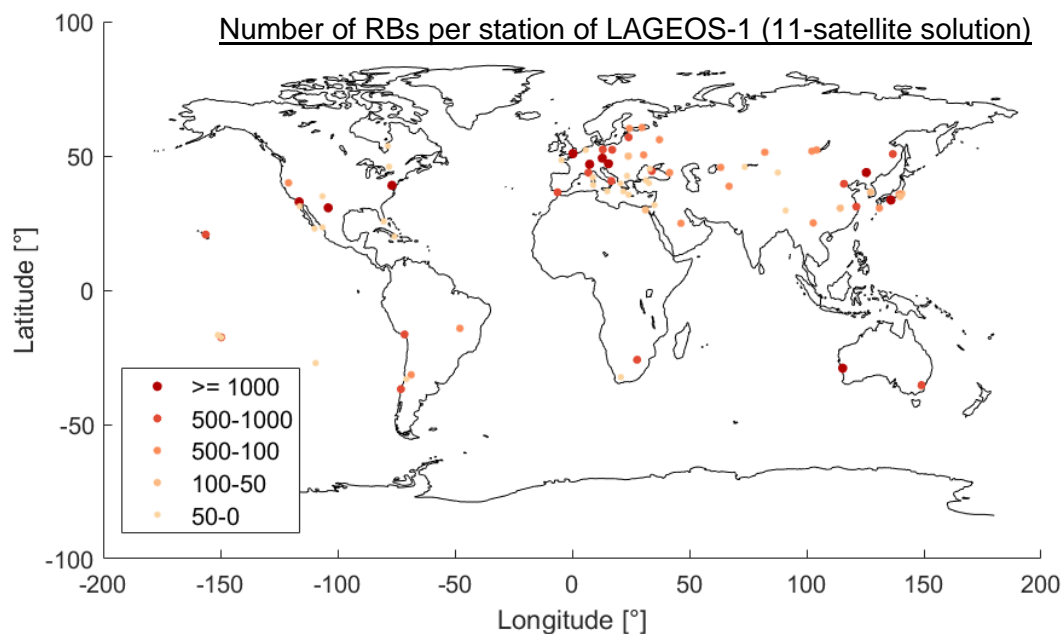 Number of RBs per station of LAGEOS-1 (11-satellite solution)
100
50
0
-50
-100
Latitude [°]
>= 1000
500-1000
500-100
100-50
50-0
-200 -150 -100 -50 0 50 100 150 200
Longitude [°]